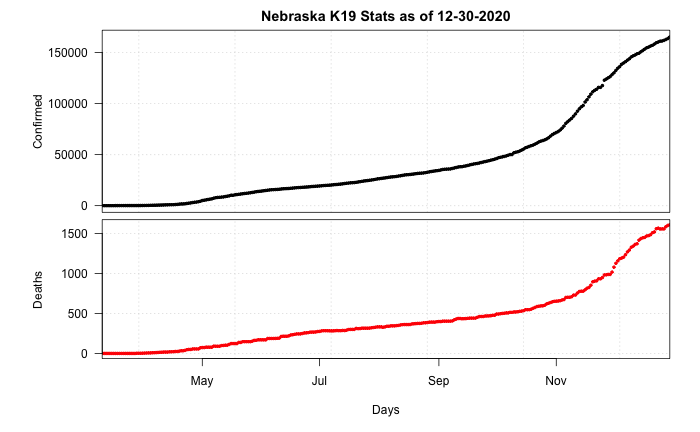 Nebraska K19 Stats as of 12-30-2020
Confirmed
150000
100000
50000
0
Deaths
1500
1000
500
0
May Jul Sep Nov
Days